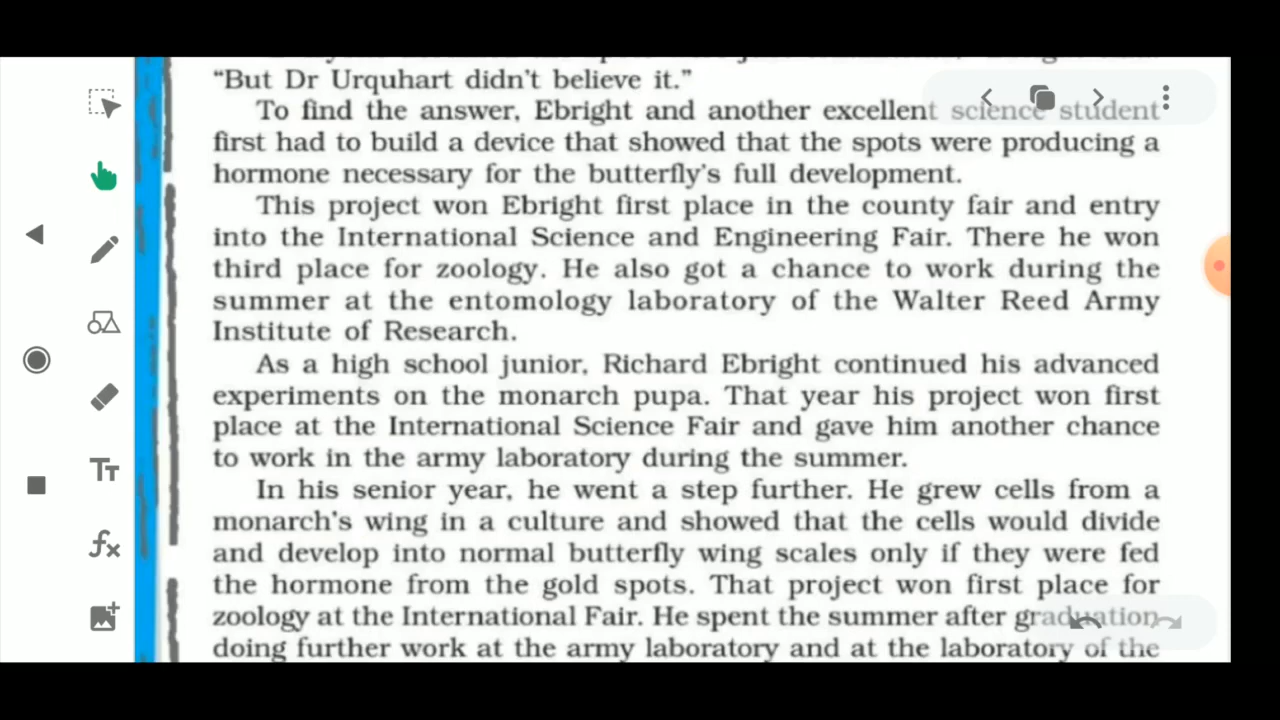 "But Dr Urquhart didn't believe it."
To find the answer, Ebright and another excellent science student
first had to build a device that showed that the spots were producing a
hormone necessary for the butterfly's full development.
This project won Ebright first place in the county fair and entry
into the International Science and Engineering Fair. There he won
third place for zoology. He also got a chance to work during the
summer at the entomology laboratory of the Walter Reed Army
Institute of Research.
As a high school junior, Richard Ebright continued his advanced
experiments on the monarch pupa. That year his project won first
place at the International Science Fair and gave him another chance
to work in the army laboratory during the summer.
In his senior year, he went a step further. He grew cells from a
monarch's wing in a culture and showed that the cells would divide
and develop into normal butterfly wing scales only if they were fed
the hormone from the gold spots. That project won first place for
zoology at the International Fair. He spent the summer after graduation
doing further work at the army laboratory and at the laboratory of the
TT
fx